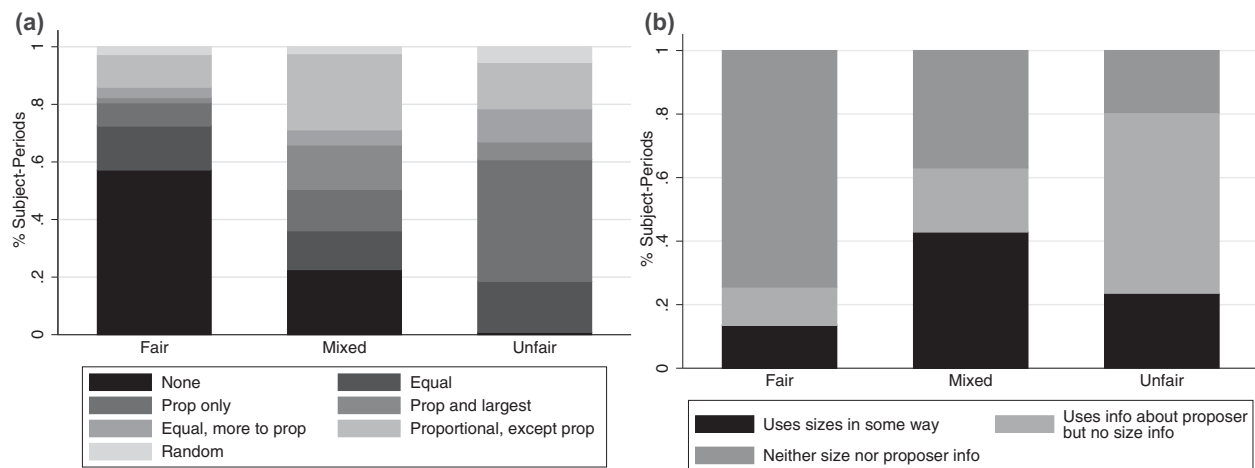 (a)
% Subject-Periods
1
.8
.6
.4
.2
0
Fair Mixed Unfair
None Equal
Prop only Prop and largest
Equal, more to prop Proportional, except prop
Random
(b)
% Subject-Periods
1
.8
.6
.4
.2
0
Fair Mixed Unfair
Uses sizes in some way Uses info about proposer
but no size info
Neither size nor proposer info